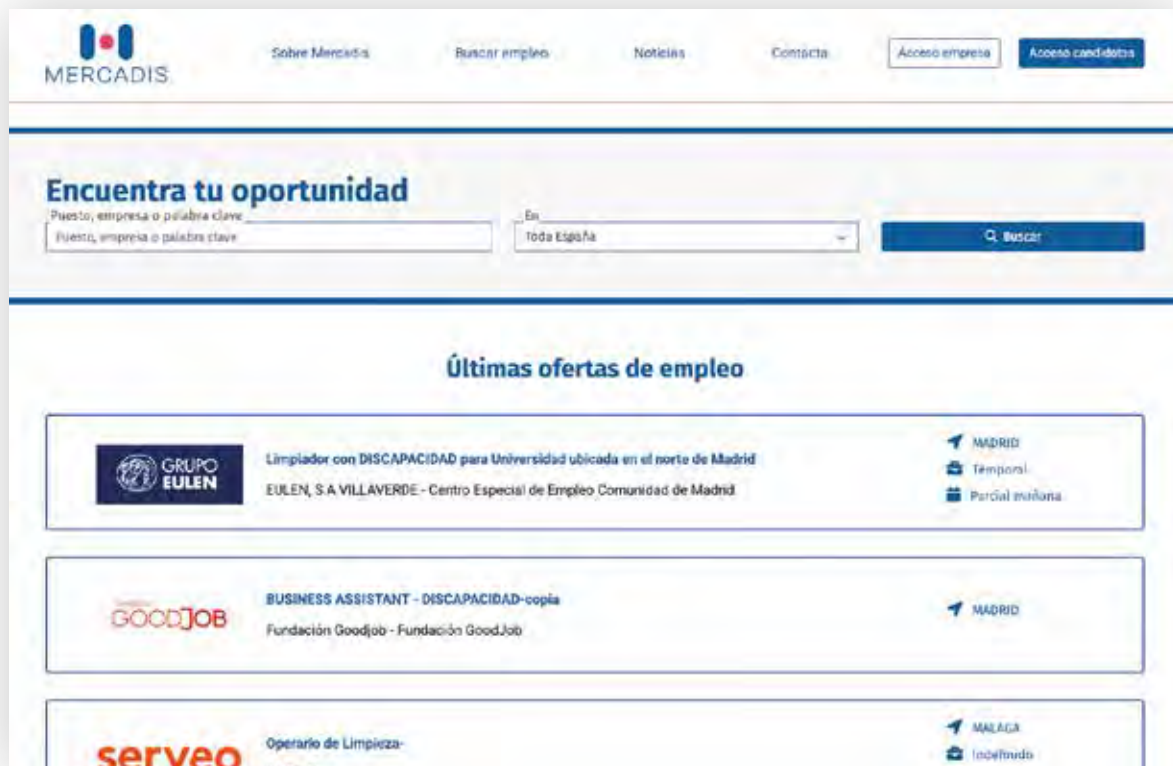 MERCADIS
Sobre Mercadis
Buscar empleo
Noticias
Contacta
Acceso empresa
Acceso candidatos
Encuentra tu oportunidad
Puesto, empresa o palabra clave
Puesto, empresa o palabra clave
En
Toda España
Buscar
Últimas ofertas de empleo
GRUPO
EULEN
Limpiador con DISCAPACIDAD para Universidad ubicada en el norte de Madrid
EULEN, S.A VILLAVERDE - Centro Especial de Empleo Comunidad de Madrid
MADRID
Temporal
Parcial mañana
GOODJOB
BUSINESS ASSISTANT - DISCAPACIDAD-copia
Fundación Goodjob - Fundación GoodJob
MADRID
serveo
Operario de Limpieza-
MALAGA
Indefinido